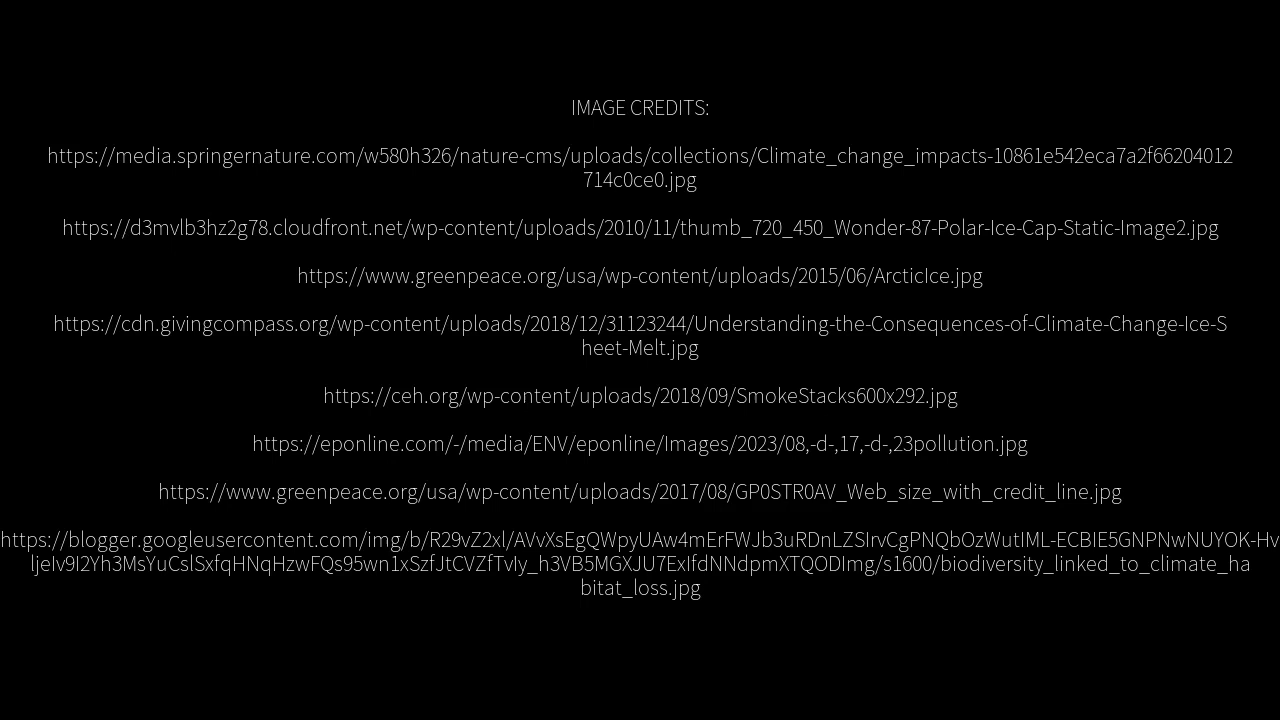 IMAGE CREDITS:
https://media.springernature.com/w580h326/nature-cms/uploads/collections/Climate_change_impacts-10861e542eca7a2f66204012
714c0ce0.jpg
https://d3mvlb3hz2g78.cloudfront.net/wp-content/uploads/2010/11/thumb_720_450_Wonder-87-Polar-Ice-Cap-Static-Image2.jpg
https://www.greenpeace.org/usa/wp-content/uploads/2015/06/ArcticIce.jpg
https://cdn.givingcompass.org/wp-content/uploads/2018/12/31123244/Understanding-the-Consequences-of-Climate-Change-Ice-S
heet-Melt.jpg
https://ceh.org/wp-content/uploads/2018/09/SmokeStacks600x292.jpg
https://eponline.com/-/media/ENV/eponline/Images/2023/08,-d-,17,-d-,23pollution.jpg
https://www.greenpeace.org/usa/wp-content/uploads/2017/08/GP0STR0AV_Web_size_with_credit_line.jpg
https://blogger.googleusercontent.com/img/b/R29vZ2xl/AVvXsEgQWpyUAw4mErFWJb3uRDnLZSIrvCgPNQbOzWutIML-ECBIE5GNPNwNUYOK-Hv
ljeIv9I2Yh3MsYuCslSxfqHNqHzwFQs95wn1xSzfJtCVZfTvIy_h3VB5MGXJU7ExIfdNNdpmXTQODImg/s1600/biodiversity_linked_to_climate_ha
bitat_loss.jpg